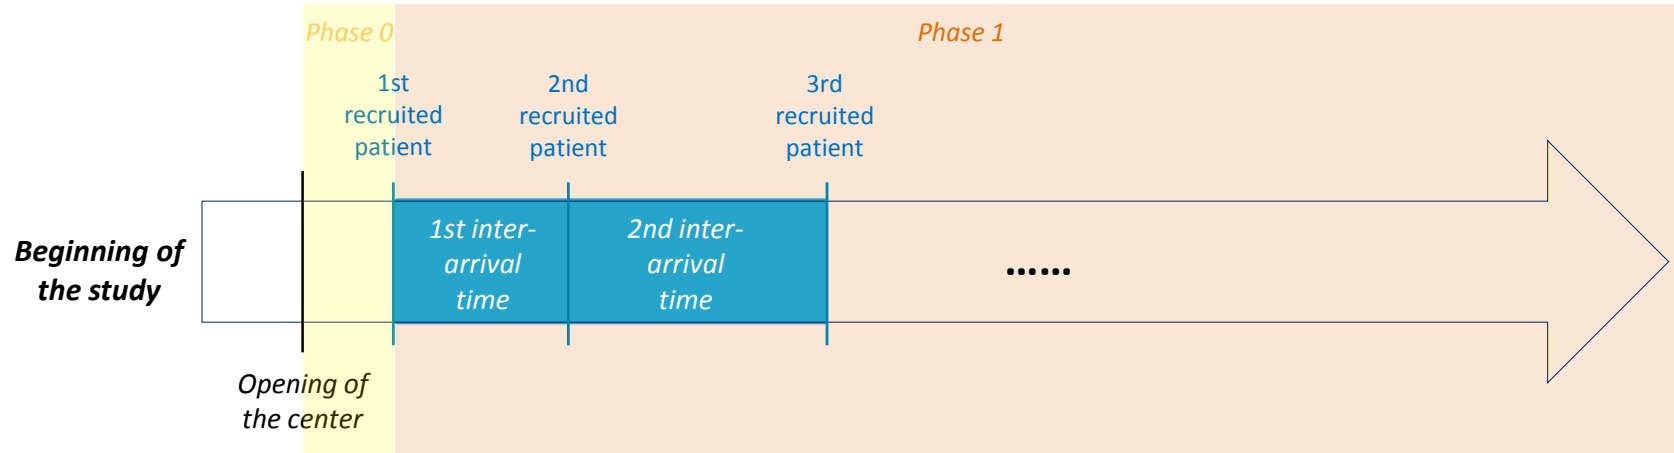 Phase 0
Phase 1
1st
recruited
patient
2nd
recruited
patient
3rd
recruited
patient
Beginning of
the study
1st inter-
arrival
time
2nd inter-
arrival
time
......
Opening of
the center